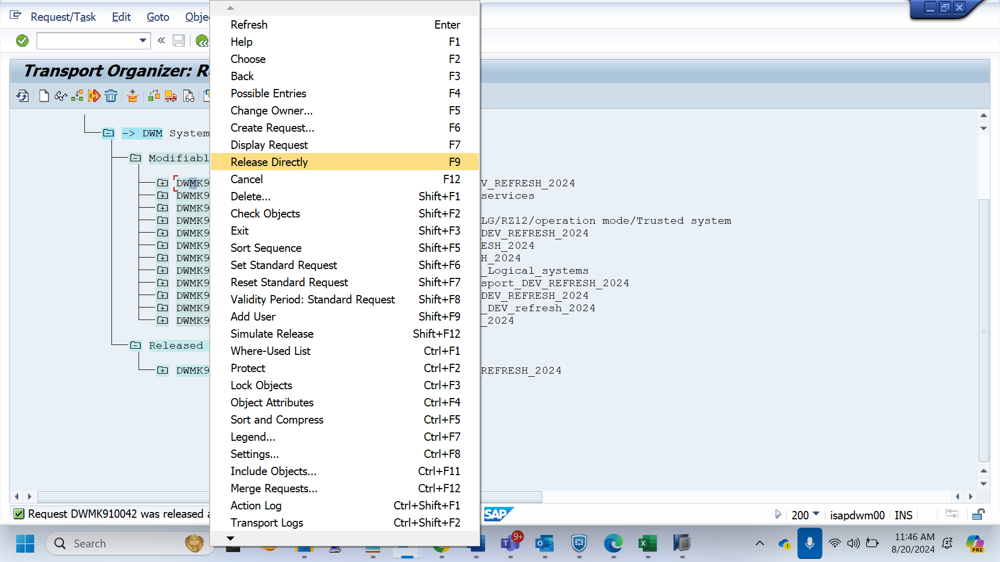 Request/Task Edit Goto Obje
Transport Organizer: R
-> DWM System
Modifiabl
DWMK9 V_REFRESH_2024
DWMK9 services
DWMK9
DWMK9 LG/RZ12/operation mode/Trusted system
DWMK9 DEV_REFRESH_2024
DWMK9 ESH_2024
DWMK9 H_2024
DWMK9 _Logical_systems
DWMK9 sport_DEV_REFRESH_2024
DWMK9 DEV_REFRESH_2024
DWMK9 _DEV_refresh_2024
DWMK9 _2024
Released
DWMK9 REFRESH_2024
Refresh Enter
Help F1
Choose F2
Back F3
Possible Entries F4
Change Owner... F5
Create Request... F6
Display Request F7
Release Directly F9
Cancel F12
Delete... Shift+F1
Check Objects Shift+F2
Exit Shift+F3
Sort Sequence Shift+F5
Set Standard Request Shift+F6
Reset Standard Request Shift+F7
Validity Period: Standard Request Shift+F8
Add User Shift+F9
Simulate Release Shift+F12
Where-Used List Ctrl+F1
Protect Ctrl+F2
Lock Objects Ctrl+F3
Object Attributes Ctrl+F4
Sort and Compress Ctrl+F5
Legend... Ctrl+F7
Settings... Ctrl+F8
Include Objects... Ctrl+F11
Merge Requests... Ctrl+F12
Action Log Ctrl+Shift+F1
Transport Logs Ctrl+Shift+F2
Request DWMK910042 was released a
SAP 200 isapdwm00 INS
Search 9+ 11:46 AM
8/20/2024
PRE